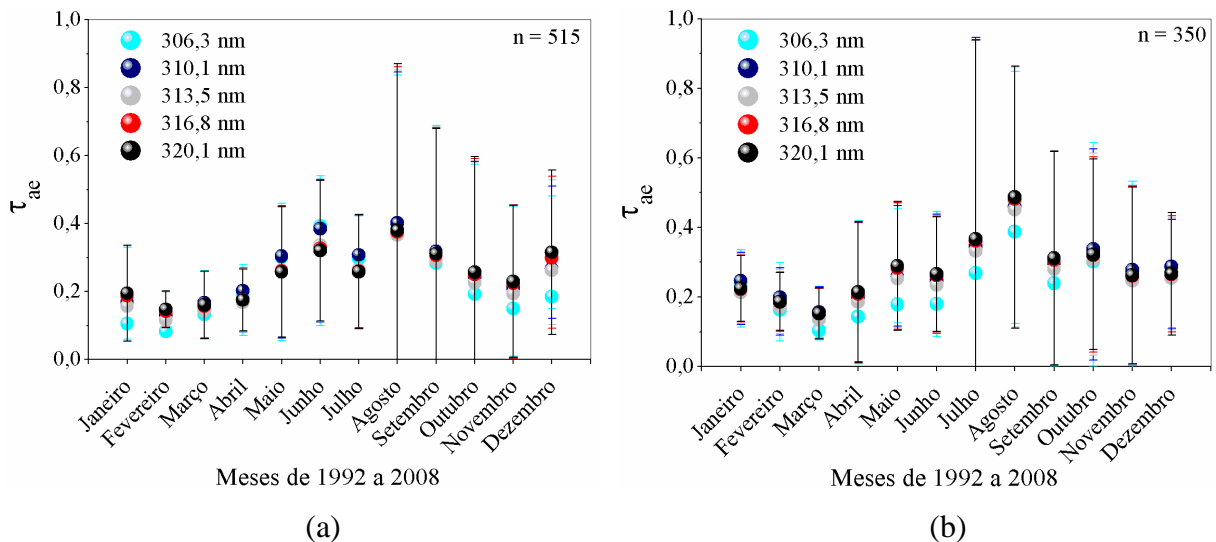 1,0
0,8
0,6
0,4
0,2
0,0
τae
306,3 nm
310,1 nm
313,5 nm
316,8 nm
320,1 nm
n = 515
Janeiro
Fevereiro
Março
Abril
Maio
Junho
Julho
Agosto
Setembro
Outubro
Novembro
Dezembro
Meses de 1992 a 2008
(a)
1,0
0,8
0,6
0,4
0,2
0,0
τae
306,3 nm
310,1 nm
313,5 nm
316,8 nm
320,1 nm
n = 350
Janeiro
Fevereiro
Março
Abril
Maio
Junho
Julho
Agosto
Setembro
Outubro
Novembro
Dezembro
Meses de 1992 a 2008
(b)